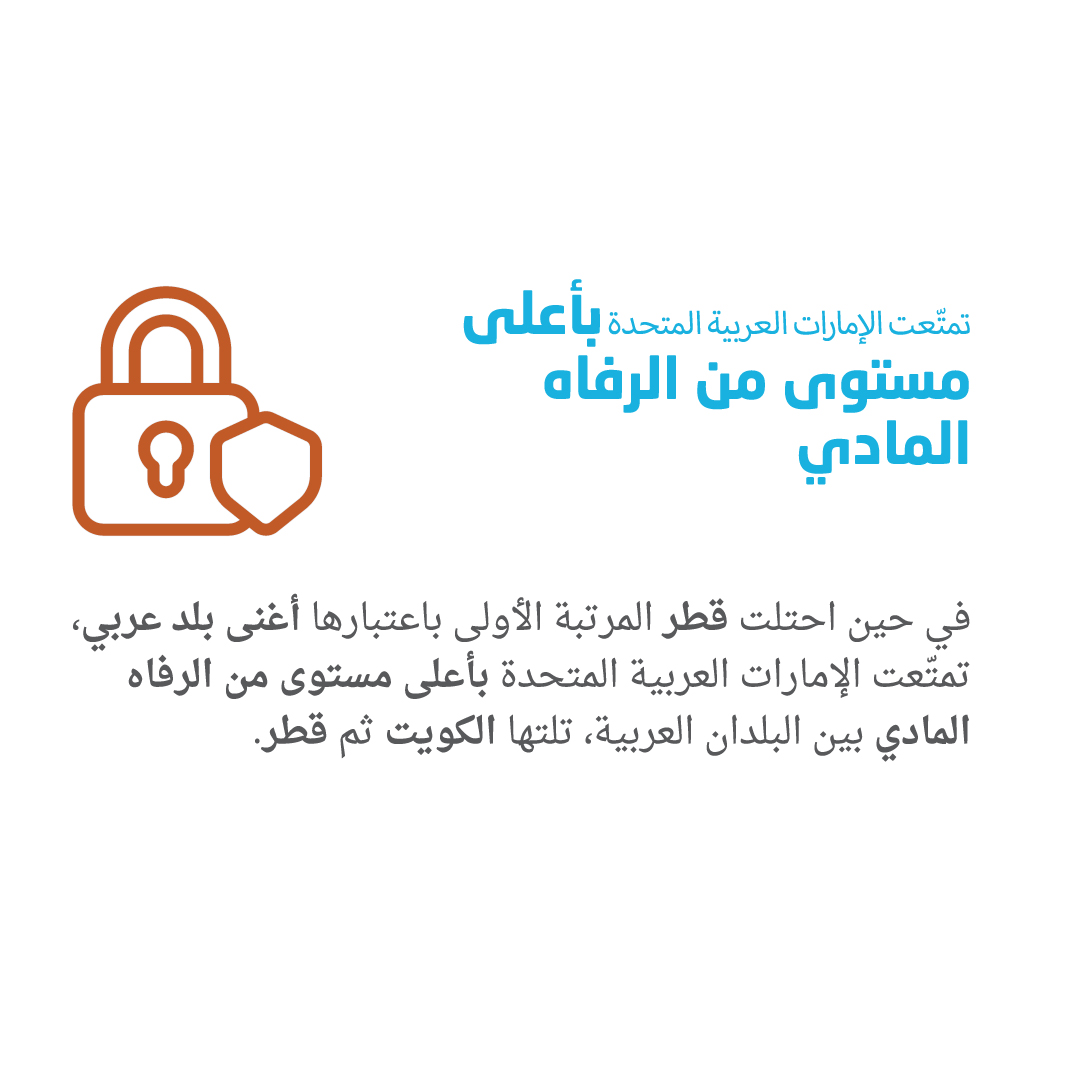 تمتّعت الإمارات العربية المتحدة بأعلى
مستوى من الرفاه
المادي
في حين احتلت قطر المرتبة الأولى باعتبارها أغنى بلد عربي،
تمتّعت الإمارات العربية المتحدة بأعلى مستوى من الرفاه
المادي بين البلدان العربية، تلتها الكويت ثم قطر.